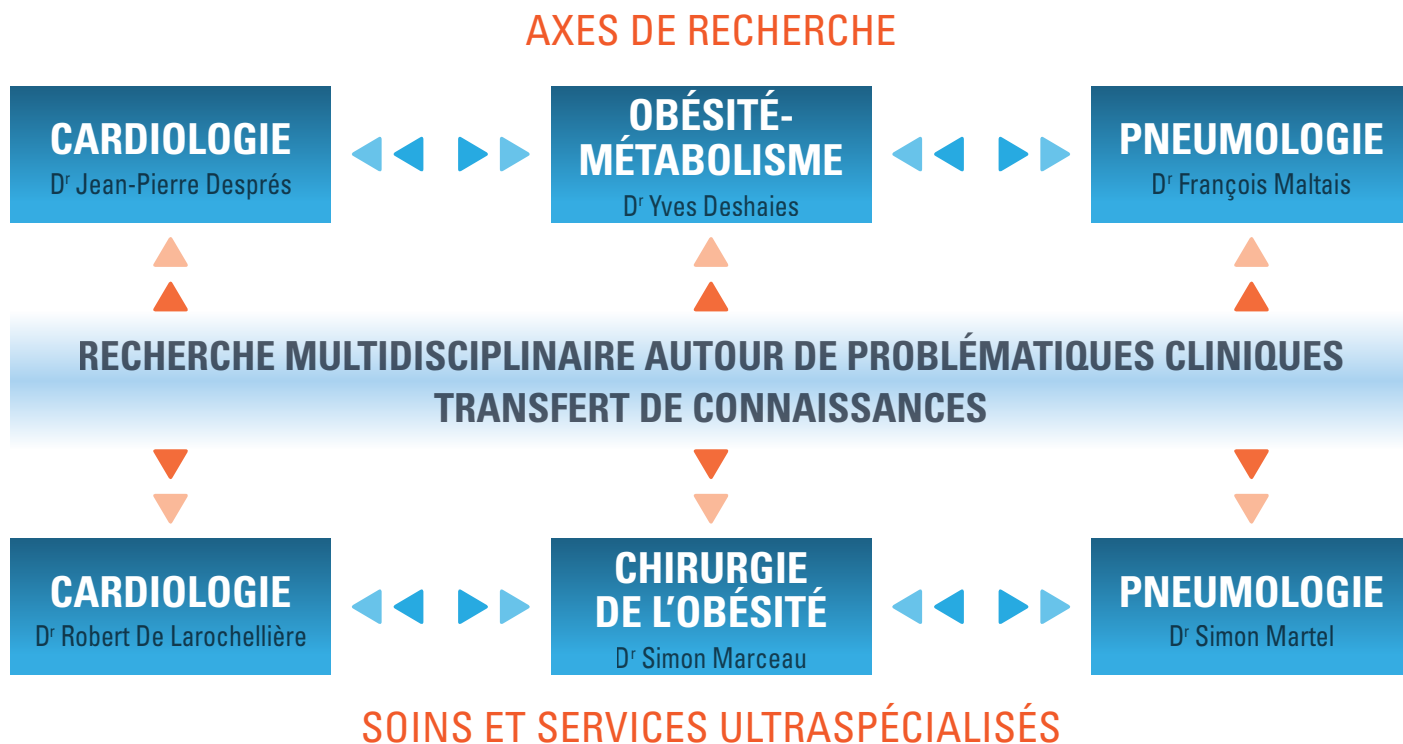 AXES DE RECHERCHE
CARDIOLOGIE
Dr Jean-Pierre Després
OBÉSITÉ-
MÉTABOLISME
Dr Yves Deshaies
PNEUMOLOGIE
Dr François Maltais
RECHERCHE MULTIDISCIPLINAIRE AUTOUR DE PROBLÉMATIQUES CLINIQUES
TRANSFERT DE CONNAISSANCES
CARDIOLOGIE
Dr Robert De Larochellière
CHIRURGIE
DE L'OBÉSITÉ
Dr Simon Marceau
PNEUMOLOGIE
Dr Simon Martel
SOINS ET SERVICES ULTRASPÉCIALISÉS